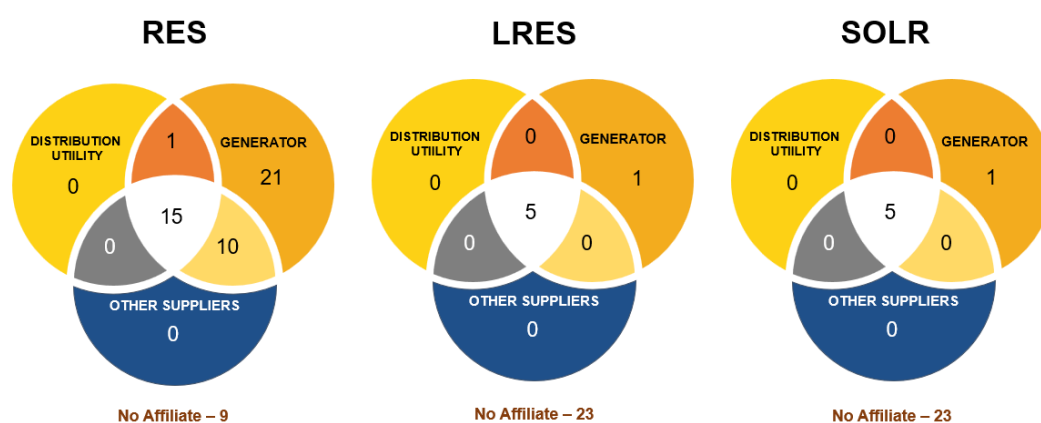 RES
DISTRIBUTION
UTIILITY
0
1
GENERATOR
21
15
0
10
OTHER SUPPLIERS
0
No Affiliate – 9
LRES
DISTRIBUTION
UTILITY
0
0
GENERATOR
1
5
0
0
OTHER SUPPLIERS
0
No Affiliate – 23
SOLR
DISTRIBUTION
UTILITY
0
0
GENERATOR
1
5
0
0
OTHER SUPPLIERS
0
No Affiliate – 23